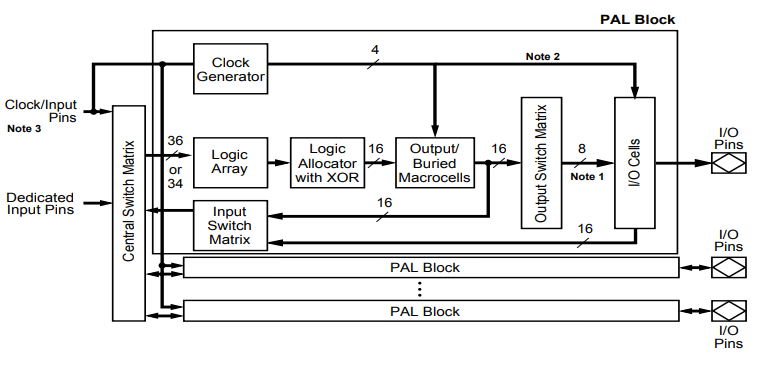 PAL Block
Clock
Generator
4
Note 2
Clock/Input
Pins
Note 3
Central Switch Matrix
36
or
34
Logic
Array
Logic
Allocator
with XOR
16
Output/
Buried
Macrocells
16
Output Switch Matrix
8
Note 1
I/O Cells
I/O
Pins
Dedicated
Input Pins
Input
Switch
Matrix
16
16
PAL Block
I/O
Pins
PAL Block
I/O
Pins